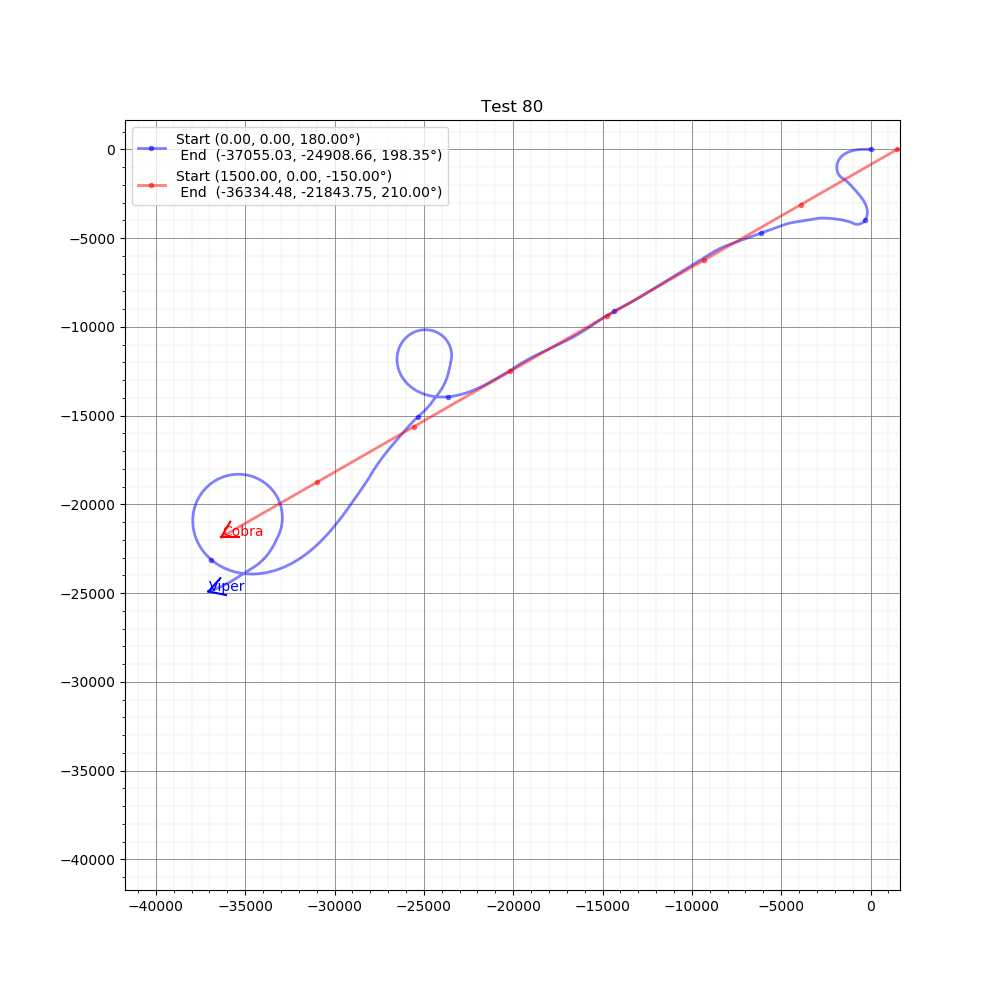 Test 80
Start (0.00, 0.00, 180.00°)
End (-37055.03, -24908.66, 198.35°)
Start (1500.00, 0.00, -150.00°)
End (-36334.48, -21843.75, 210.00°)
0
−5000
−10000
−15000
−20000
−25000
−30000
−35000
−40000
Cobra
Viper
−40000 −35000 −30000 −25000 −20000 −15000 −10000 −5000 0